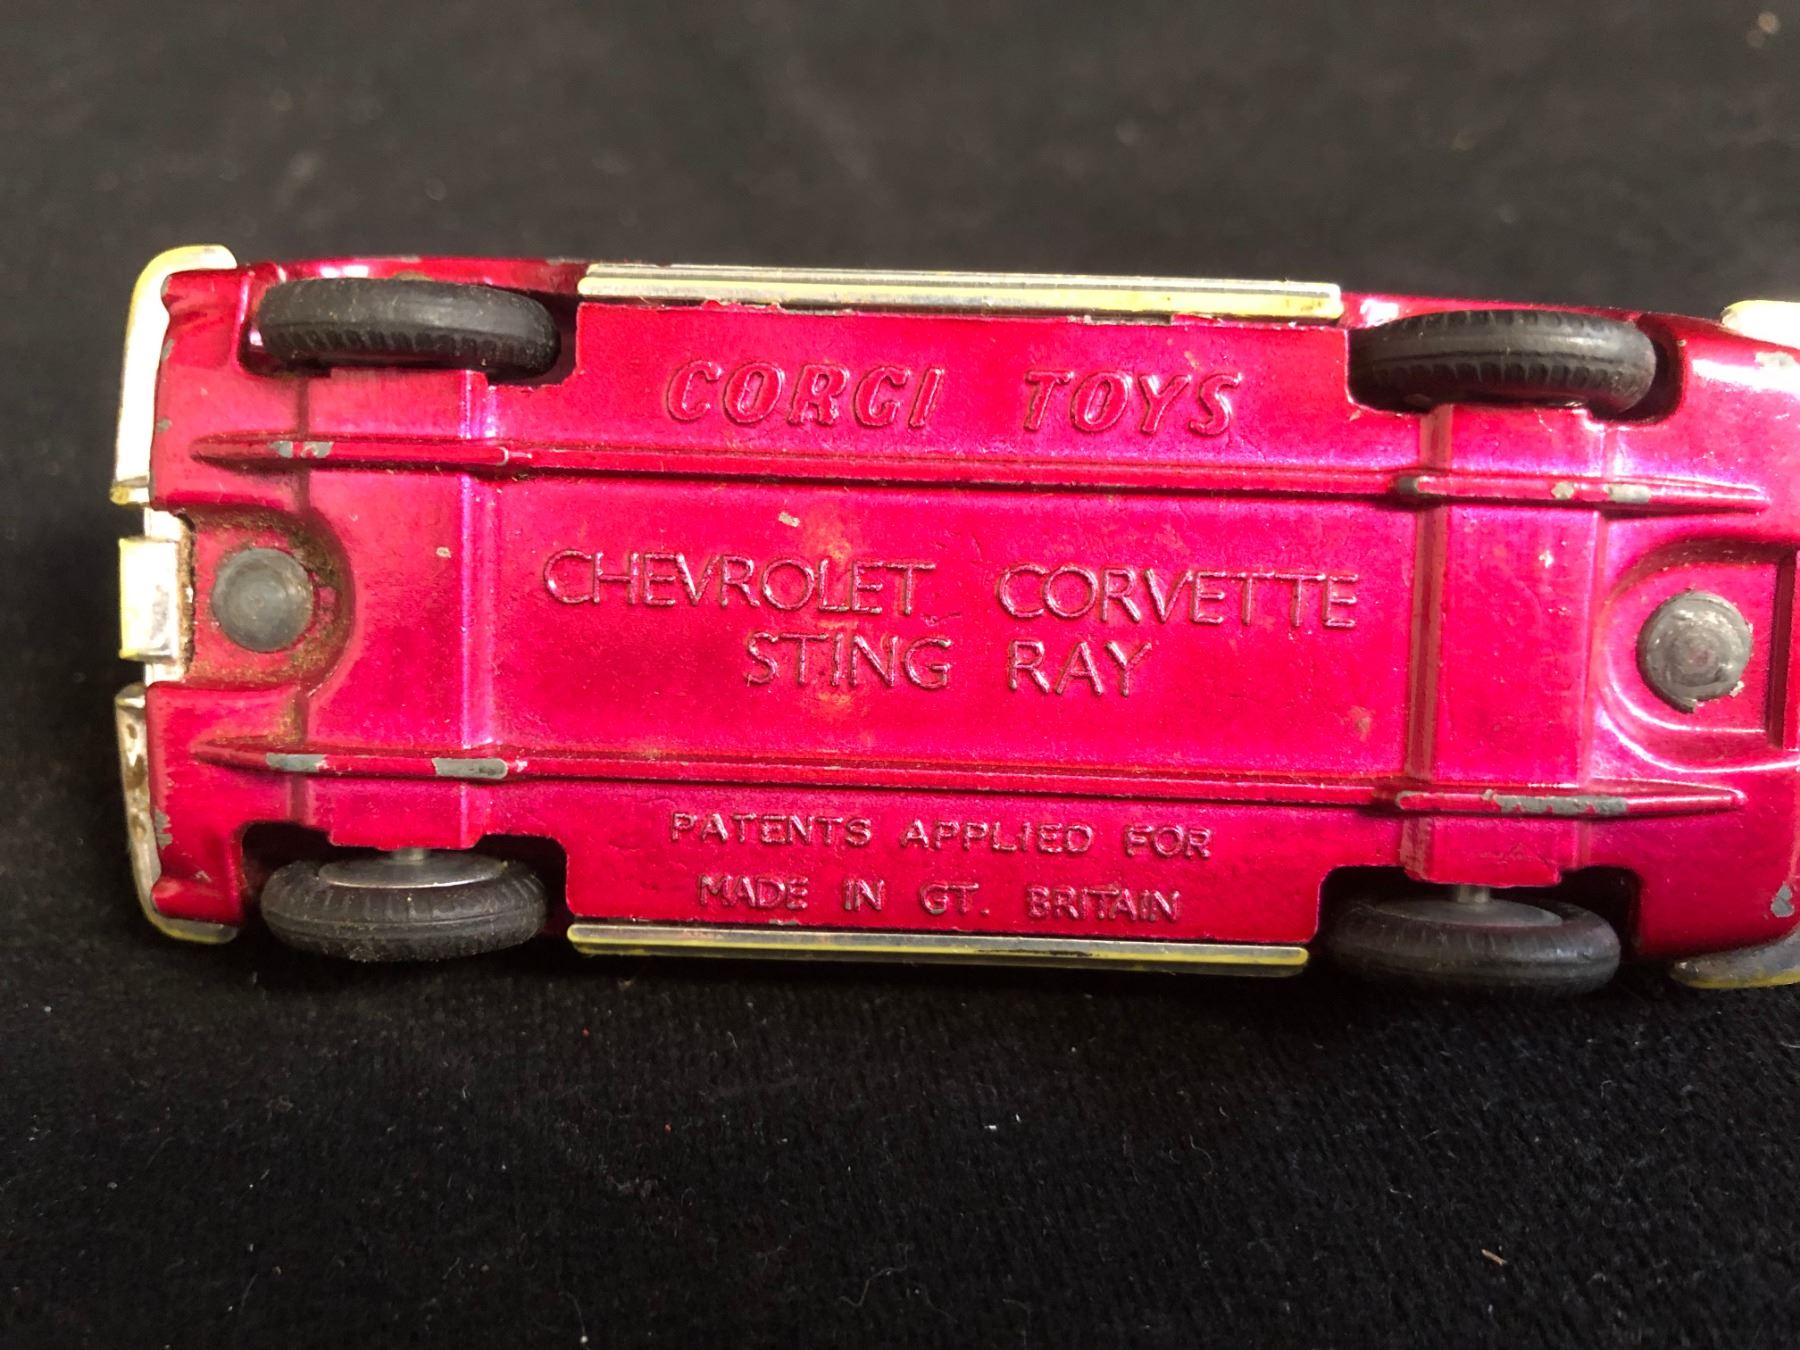 CORGI TOYS
CHEVROLET CORVETTE
STING RAY
PATENTS APPLIED FOR
MADE IN GT. BRITAIN